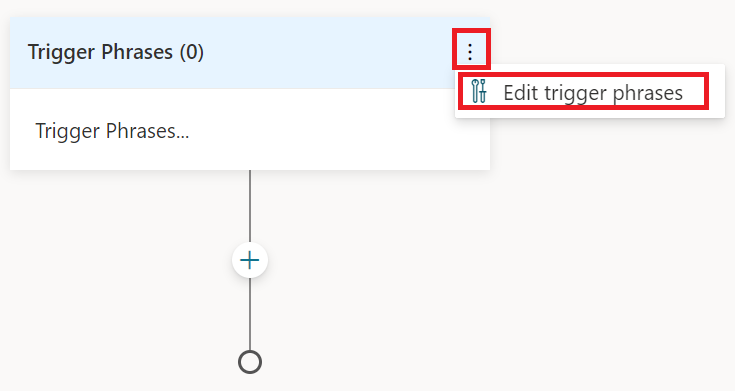 Trigger Phrases (0)
Edit trigger phrases
Trigger Phrases...